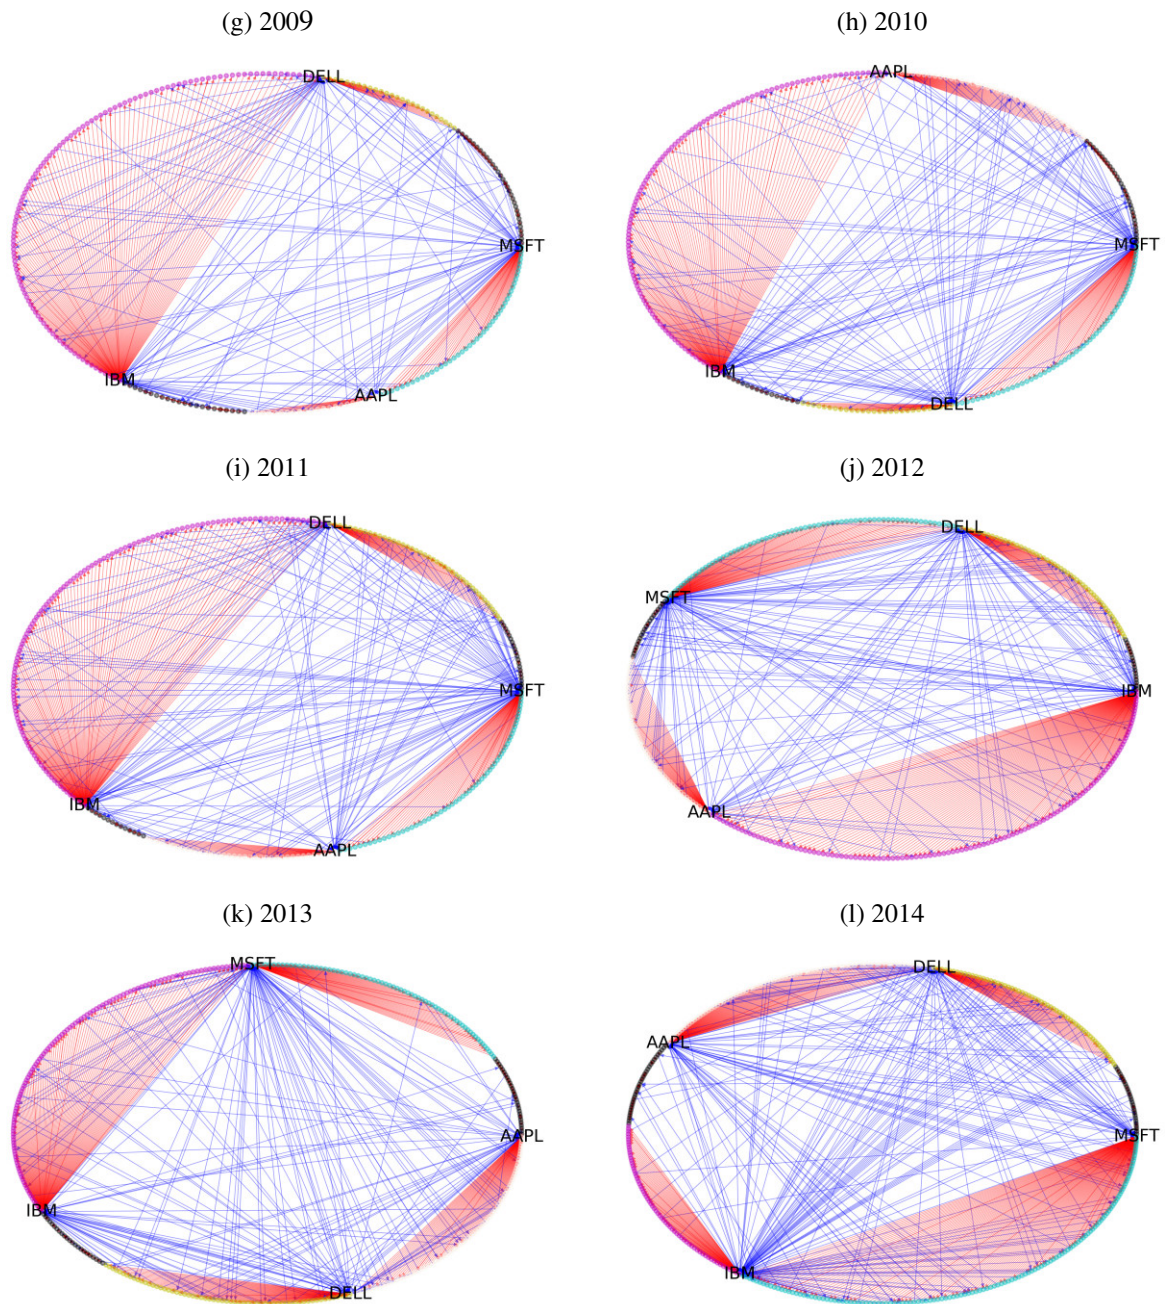 (g) 2009
(h) 2010
DELL
MSFT
IBM
AAPL
AAPL
MSFT
IBM
DELL
(i) 2011
(j) 2012
DELL
MSFT
IBM
AAPL
DELL
MSFT
IBM
AAPL
(k) 2013
(l) 2014
MSFT
AAPL
IBM
DELL
DELL
AAPL
MSFT
IBM